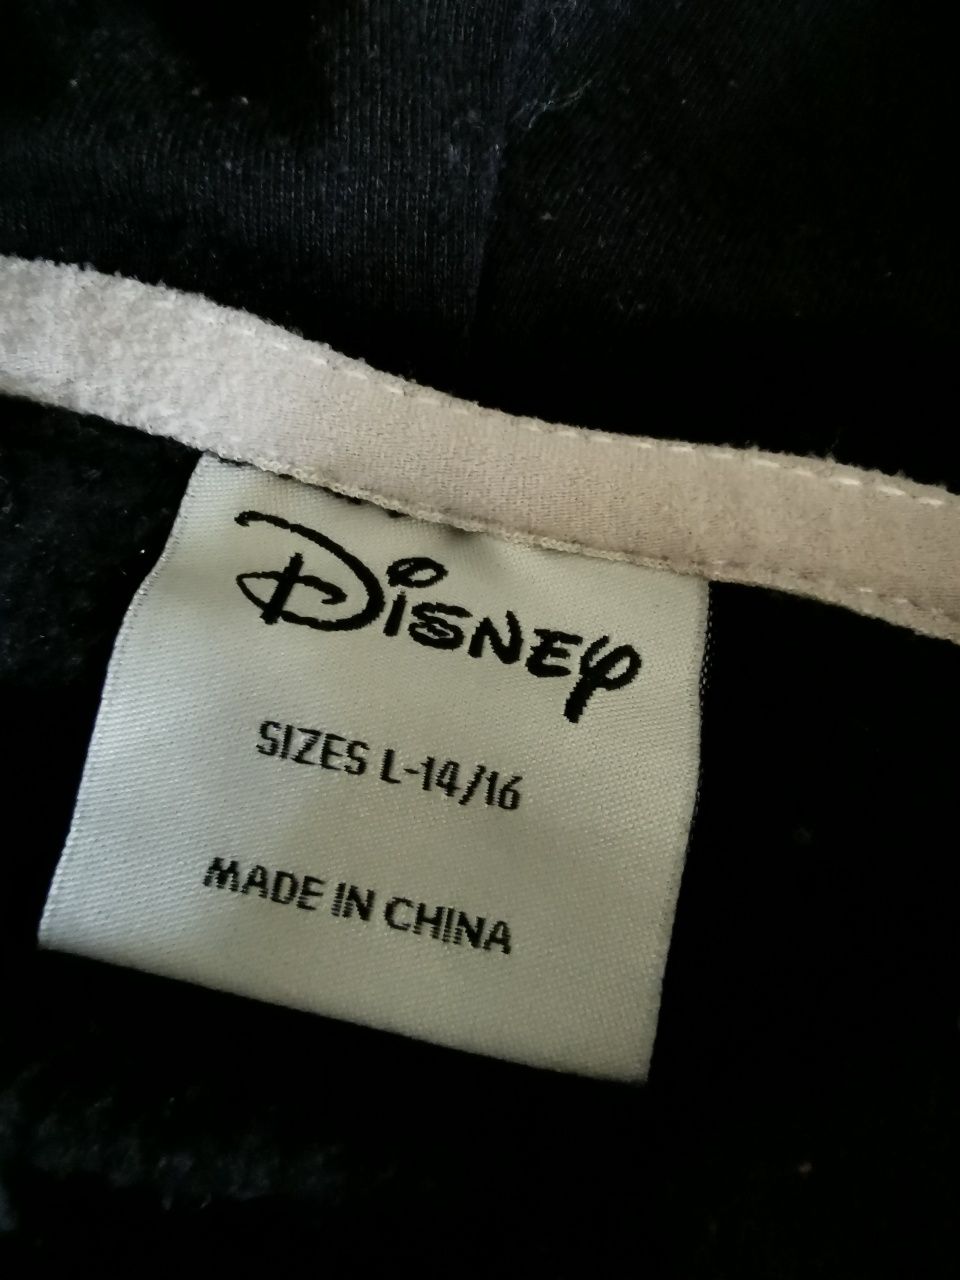 Disney
SIZES L-14/16
MADE IN CHINA